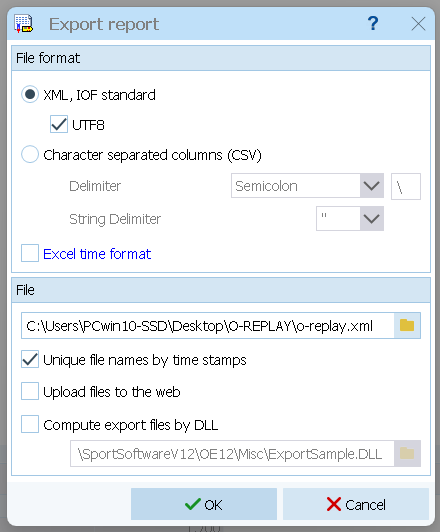 Export report ?
File format
XML, IOF standard
UTF8
Character separated columns (CSV)
Delimiter Semicolon \
String Delimiter "
Excel time format
File
C:\Users\PCwin10-SSD\Desktop\O-REPLAY\o-replay.xml
Unique file names by time stamps
Upload files to the web
Compute export files by DLL
\SportSoftwareV12\OE12\Misc\ExportSample.DLL
OK Cancel